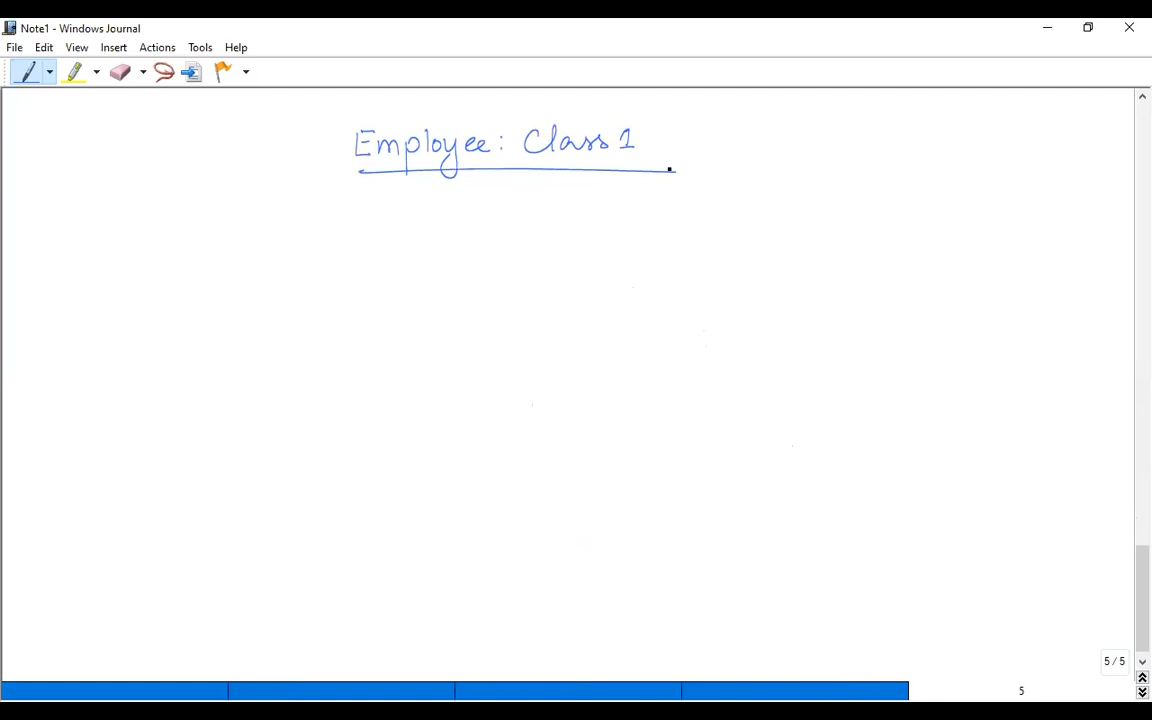 Note1 - Windows Journal
File Edit View Insert Actions Tools Help
Employee: Class 1
5 / 5
5